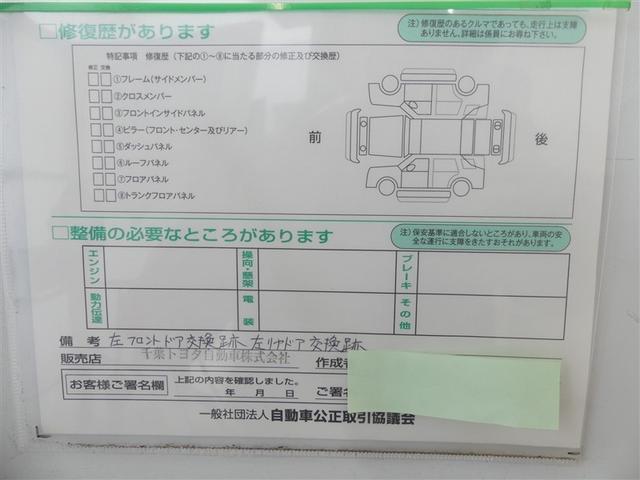 □修復歴があります
注）修復歴のあるクルマであっても、走行上は支障ありません。詳細は係員にお尋ね下さい。
特記事項 修復歴（下記の①〜⑧に当たる部分の修正及び交換歴）
修正 交換
□□①フレーム（サイドメンバー）
□□②クロスメンバー
□□③フロントインサイドパネル
□□④ピラー（フロント・センター及びリアー）
□□⑤ダッシュパネル
□□⑥ルーフパネル
□□⑦フロアパネル
□□⑧トランクフロアパネル
前 後
□整備の必要なところがあります
注）保安基準に適合しないところがあり、車両の安全な運行に支障をきたすおそれがあります。
エンジン 操向・懸架 ブレーキ
動力伝達 電装 その他
備考 左フロントドア交換跡 左リヤドア交換跡
販売店 千葉トヨタ自動車株式会社 作成者
お客様ご署名欄 上記の内容を確認しました。
年 月 日 ご署名
一般社団法人 自動車公正取引協議会